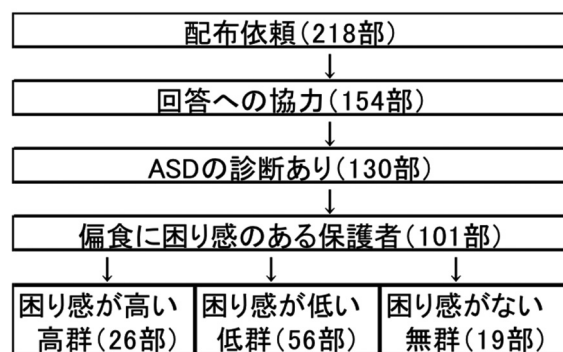 配布依頼(218部)
↓
回答への協力(154部)
↓
ASDの診断あり(130部)
↓
偏食に困り感のある保護者(101部)
↓ ↓ ↓
困り感が高い 困り感が低い 困り感がない
高群(26部) 低群(56部) 無群(19部)